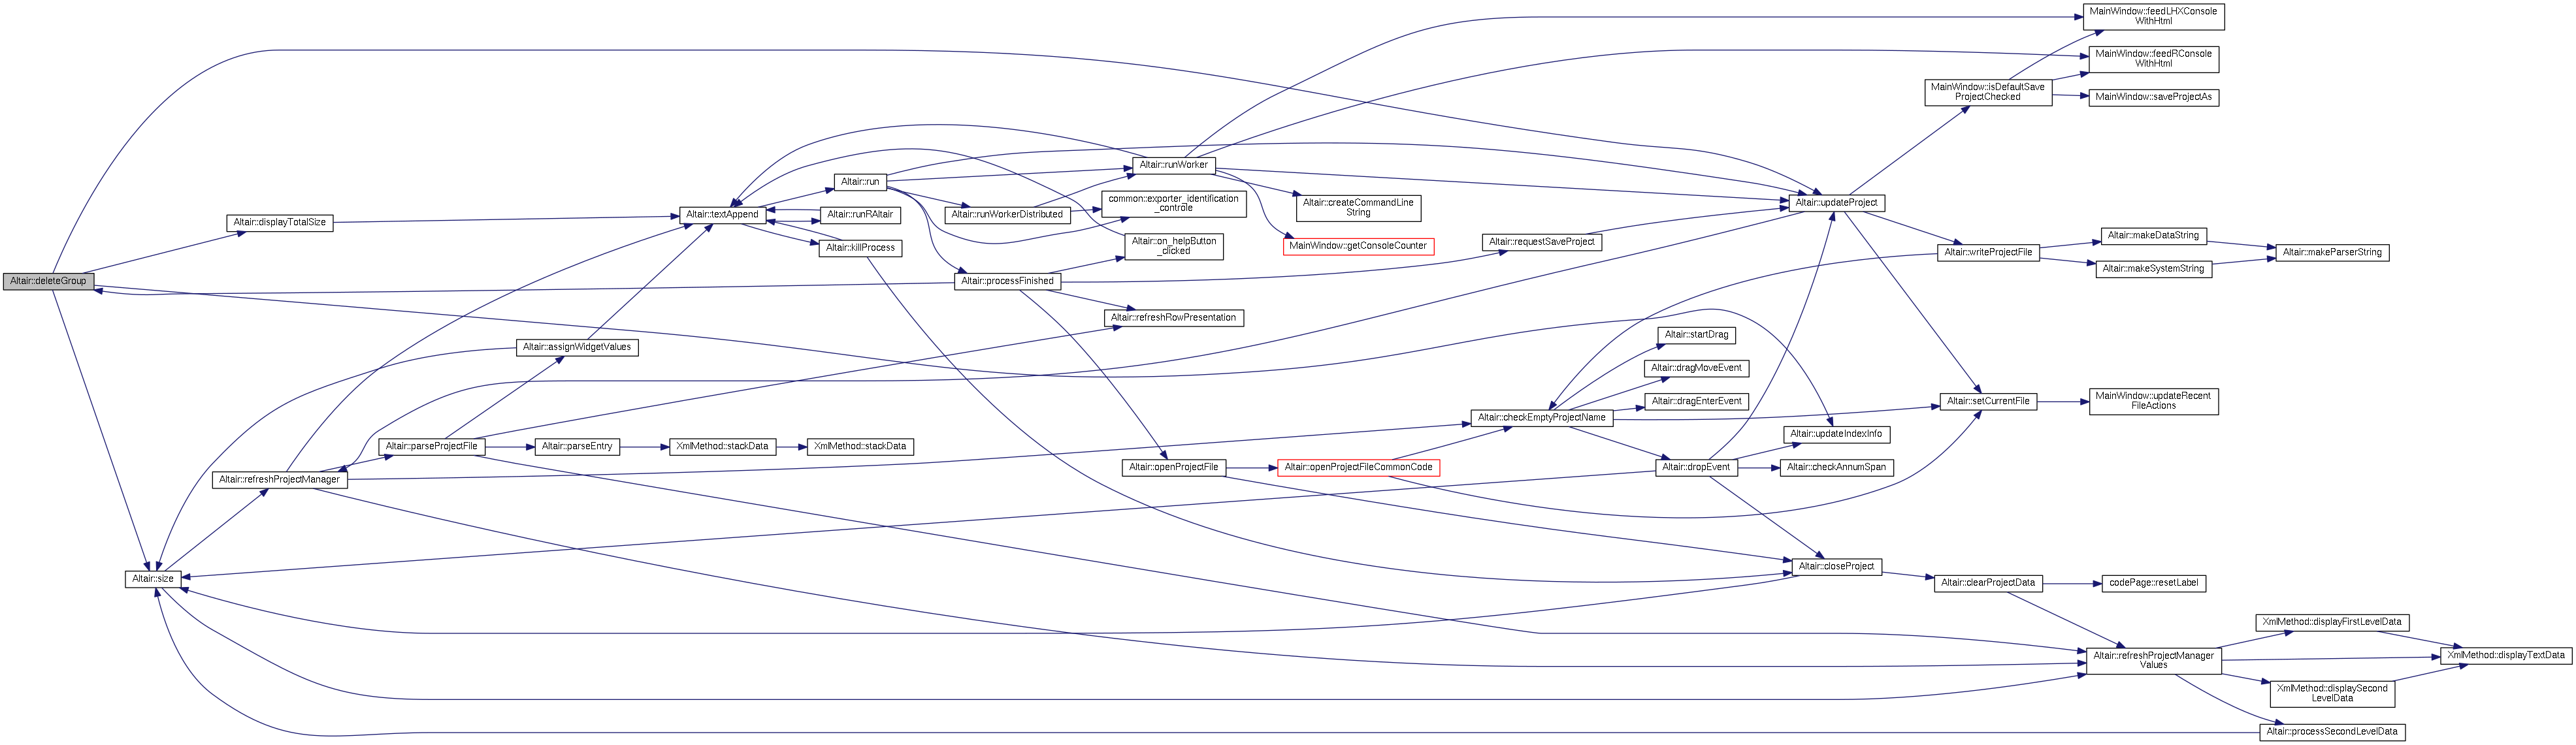 MainWindow::feedLHXConsole
WithHtml
MainWindow::feedRConsole
WithHtml
MainWindow::isDefaultSave
ProjectChecked
MainWindow::saveProjectAs
Altair::runWorker
Altair::run
common::exporter_identification
_controle
Altair::createCommandLine
String
Altair::updateProject
Altair::textAppend
Altair::runRAltair
Altair::runWorkerDistributed
Altair::displayTotalSize
Altair::killProcess
Altair::on_helpButton
_clicked
MainWindow::getConsoleCounter
Altair::requestSaveProject
Altair::makeDataString
Altair::writeProjectFile
Altair::makeParserString
Altair::makeSystemString
Altair::deleteGroup
Altair::processFinished
Altair::refreshRowPresentation
Altair::startDrag
Altair::assignWidgetValues
Altair::dragMoveEvent
Altair::dragEnterEvent
Altair::setCurrentFile
MainWindow::updateRecent
FileActions
Altair::checkEmptyProjectName
Altair::updateIndexInfo
Altair::parseProjectFile
Altair::parseEntry
XmlMethod::stackData
XmlMethod::stackData
Altair::refreshProjectManager
Altair::openProjectFile
Altair::openProjectFileCommonCode
Altair::dropEvent
Altair::checkAnnumSpan
Altair::size
Altair::closeProject
Altair::clearProjectData
codePage::resetLabel
XmlMethod::displayFirstLevelData
Altair::refreshProjectManager
Values
XmlMethod::displayTextData
XmlMethod::displaySecond
LevelData
Altair::processSecondLevelData